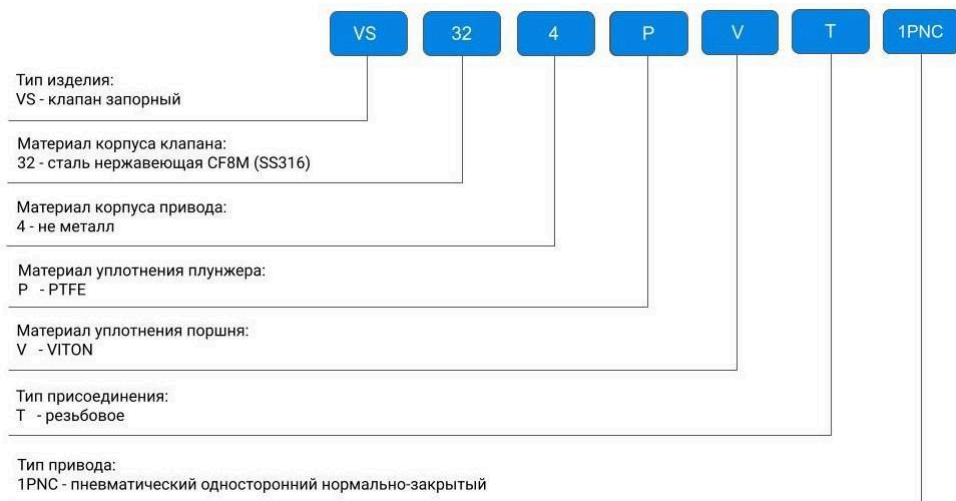 VS 32 4 P V T 1PNC
Тип изделия:
VS - клапан запорный
Материал корпуса клапана:
32 - сталь нержавеющая CF8M (SS316)
Материал корпуса привода:
4 - не металл
Материал уплотнения плунжера:
P - PTFE
Материал уплотнения поршня:
V - VITON
Тип присоединения:
T - резьбовое
Тип привода:
1PNC - пневматический односторонний нормально-закрытый